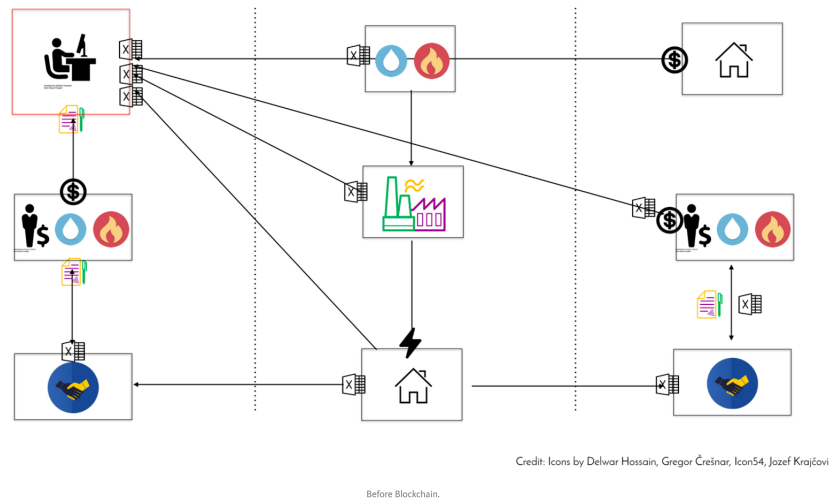 X
X
X
X
$
$
X
X
$
$
X
X
X
X
Credit: Icons by Delwar Hossain, Gregor Črešnar, Icon54, Jozef Krajčovi
Before Blockchain.